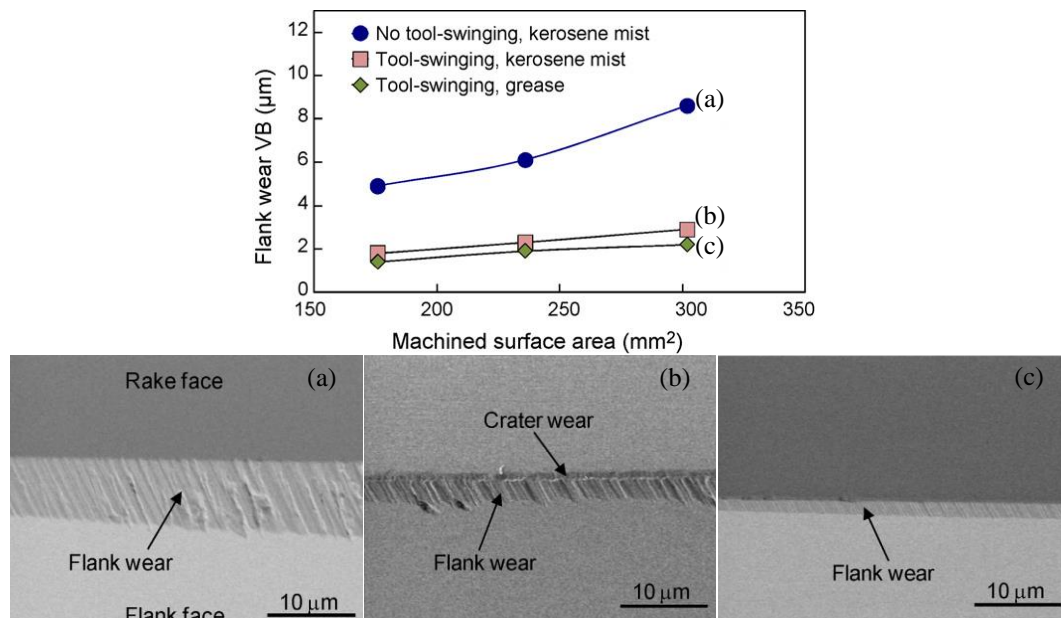 12
10
8
6
4
2
0
Flank wear VB (μm)
No tool-swinging, kerosene mist
Tool-swinging, kerosene mist
Tool-swinging, grease
(a)
(b)
(c)
150
200
250
300
350
Machined surface area (mm²)
Rake face
(a)
Flank wear
10 μm
Flank face
(b)
Crater wear
Flank wear
10 μm
(c)
Flank wear
10 μm